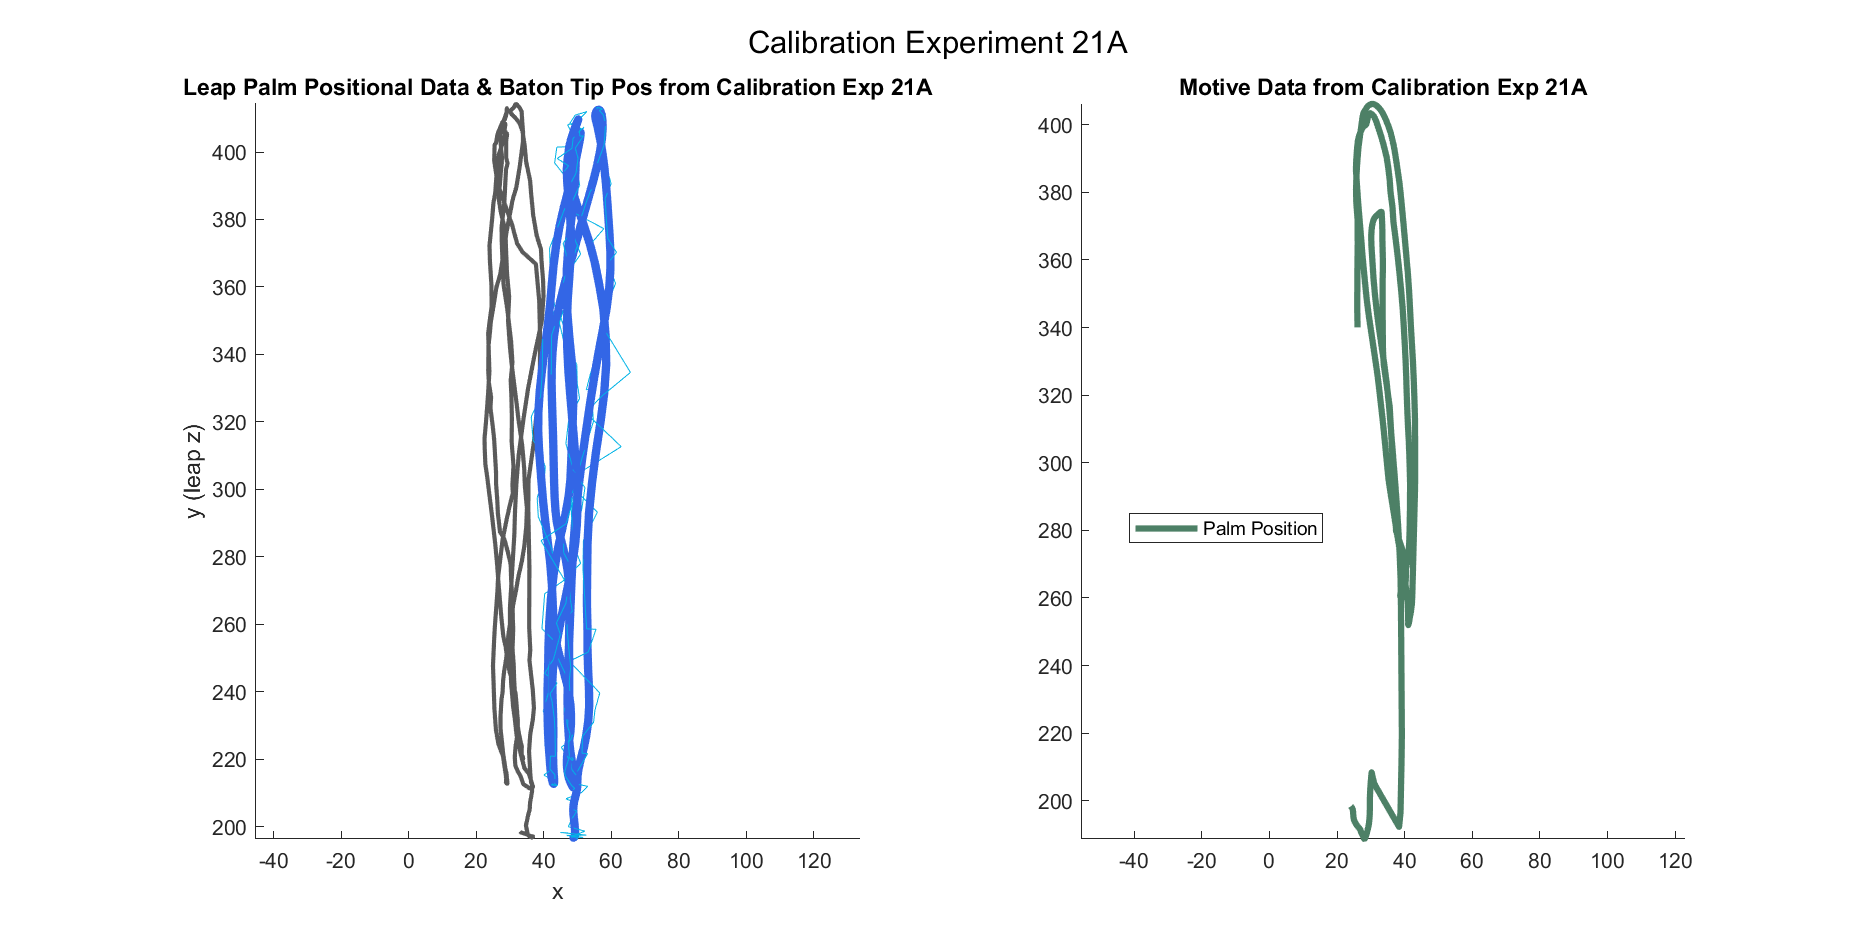 Calibration Experiment 21A
Leap Palm Positional Data & Baton Tip Pos from Calibration Exp 21A
400
380
360
340
320
300
280
260
240
220
200
y (leap z)
-40 -20 0 20 40 60 80 100 120
x
Motive Data from Calibration Exp 21A
400
380
360
340
320
300
280
260
240
220
200
Palm Position
-40 -20 0 20 40 60 80 100 120